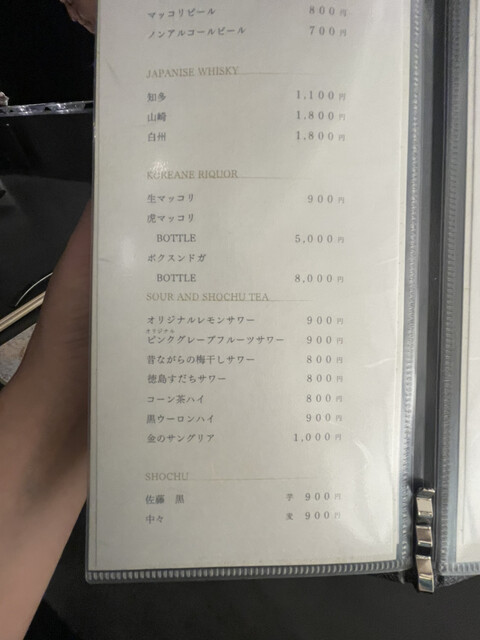 マッコリビール 800円
ノンアルコールビール 700円
JAPANISE WHISKY
知多 1,100円
山崎 1,800円
白州 1,800円
KOREANE RIQUOR
生マッコリ 900円
虎マッコリ
BOTTLE 5,000円
ボクスンドガ
BOTTLE 8,000円
SOUR AND SHOCHU TEA
オリジナルレモンサワー 900円
オリジナル
ピンクグレープフルーツサワー 900円
昔ながらの梅干しサワー 800円
徳島すだちサワー 800円
コーン茶ハイ 800円
黒ウーロンハイ 900円
金のサングリア 1,000円
SHOCHU
佐藤 黒 芋 900円
中々 麦 900円